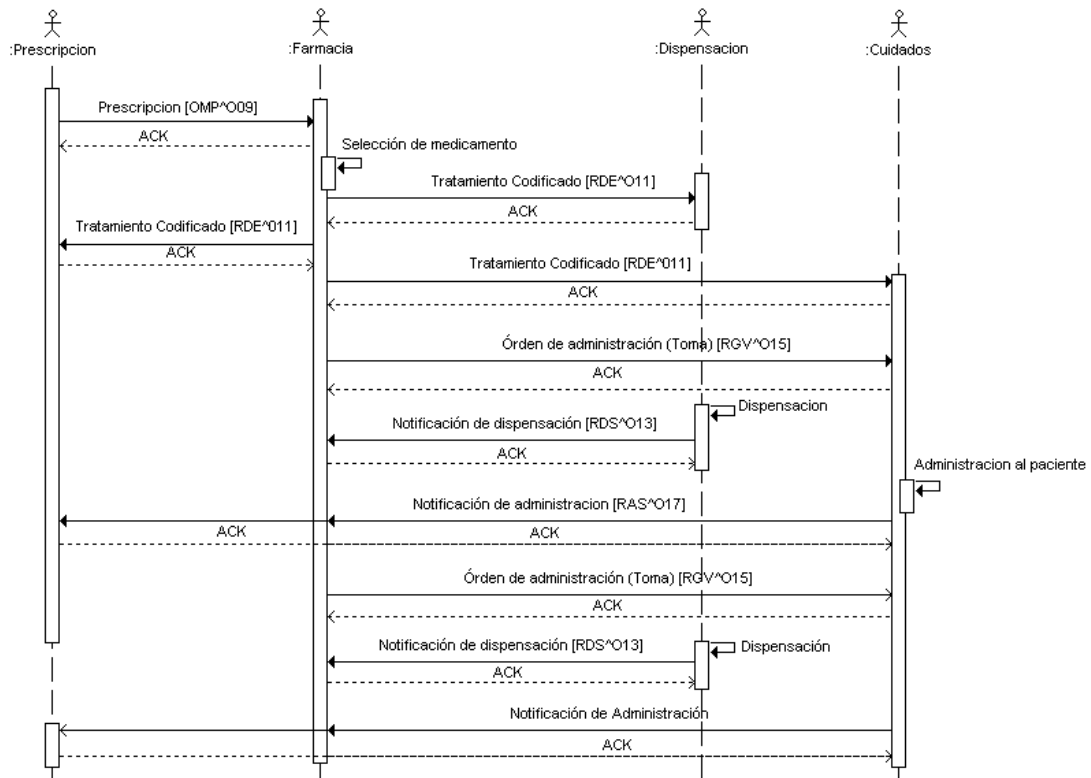 :Prescripcion
:Farmacia
:Dispensacion
:Cuidados
Prescripcion [OMP^O09]
ACK
Selección de medicamento
Tratamiento Codificado [RDE^O11]
ACK
Tratamiento Codificado [RDE^011]
ACK
Tratamiento Codificado [RDE^011]
ACK
Órden de administración (Toma) [RGV^O15]
ACK
Dispensacion
Notificación de dispensación [RDS^O13]
ACK
Administracion al paciente
Notificación de administracion [RAS^O17]
ACK
ACK
Órden de administración (Toma) [RGV^O15]
ACK
Notificación de dispensación [RDS^O13]
Dispensación
ACK
Notificación de Administración
ACK